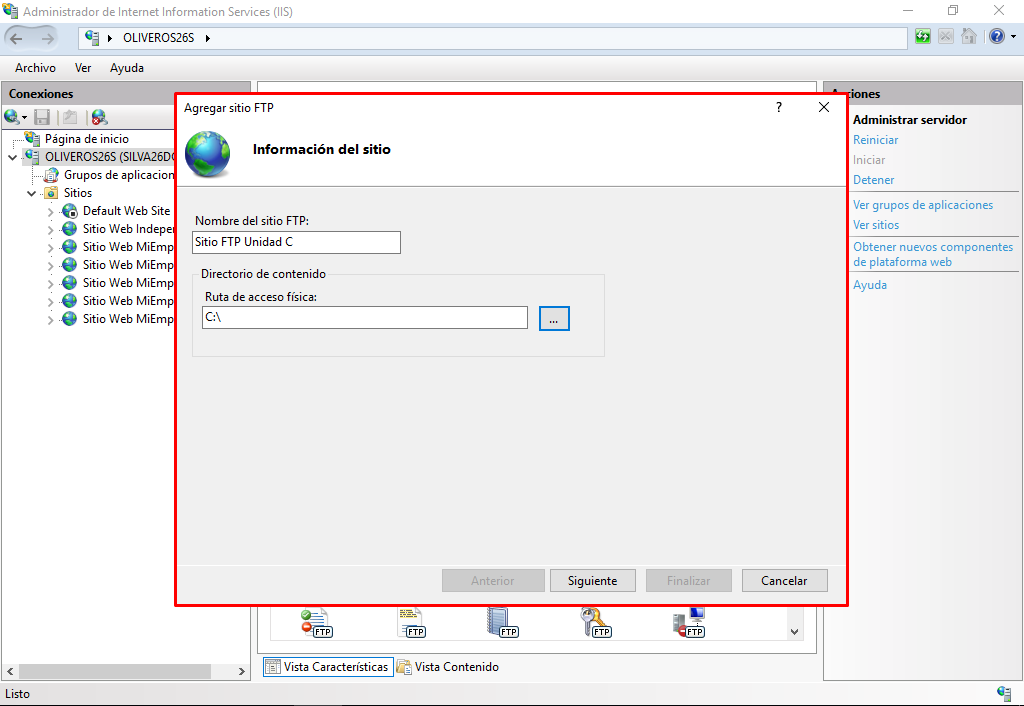 Administrador de Internet Information Services (IIS)
OLIVEROS26S
Archivo Ver Ayuda
Conexiones
Página de inicio
OLIVEROS26S (SILVA26D
Grupos de aplicacion
Sitios
Default Web Site
Sitio Web Indeper
Sitio Web MiEmp
Sitio Web MiEmp
Sitio Web MiEmp
Sitio Web MiEmp
Sitio Web MiEmp
Agregar sitio FTP
?
Información del sitio
Nombre del sitio FTP:
Sitio FTP Unidad C
Directorio de contenido
Ruta de acceso física:
C:\
...
Anterior Siguiente Finalizar Cancelar
FTP FTP FTP FTP FTP
Vista Características Vista Contenido
ciones
Administrar servidor
Reiniciar
Iniciar
Detener
Ver grupos de aplicaciones
Ver sitios
Obtener nuevos componentes
de plataforma web
Ayuda
Listo